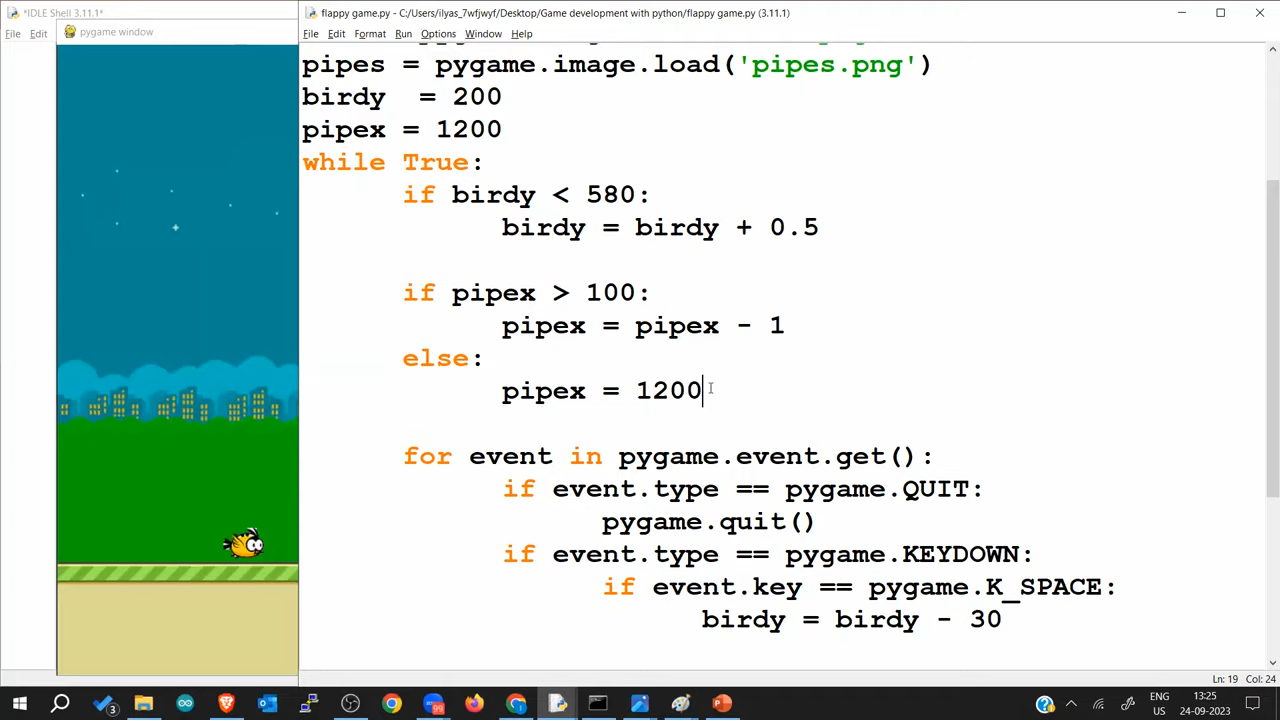 *IDLE Shell 3.11.1*
File Edit
pygame window
flappy game.py - C:/Users/ilyas_7wfjwjrf/Desktop/Game development with python/flappy game.py (3.11.1)
File Edit Format Run Options Window Help
pipes = pygame.image.load('pipes.png')
birdy  = 200
pipex = 1200
while True:
if birdy < 580:
birdy = birdy + 0.5
if pipex > 100:
pipex = pipex - 1
else:
pipex = 1200
for event in pygame.event.get():
if event.type == pygame.QUIT:
pygame.quit()
if event.type == pygame.KEYDOWN:
if event.key == pygame.K_SPACE:
birdy = birdy - 30
Ln: 19 Col: 24
3
99
ENG
US
13:25
24-09-2023